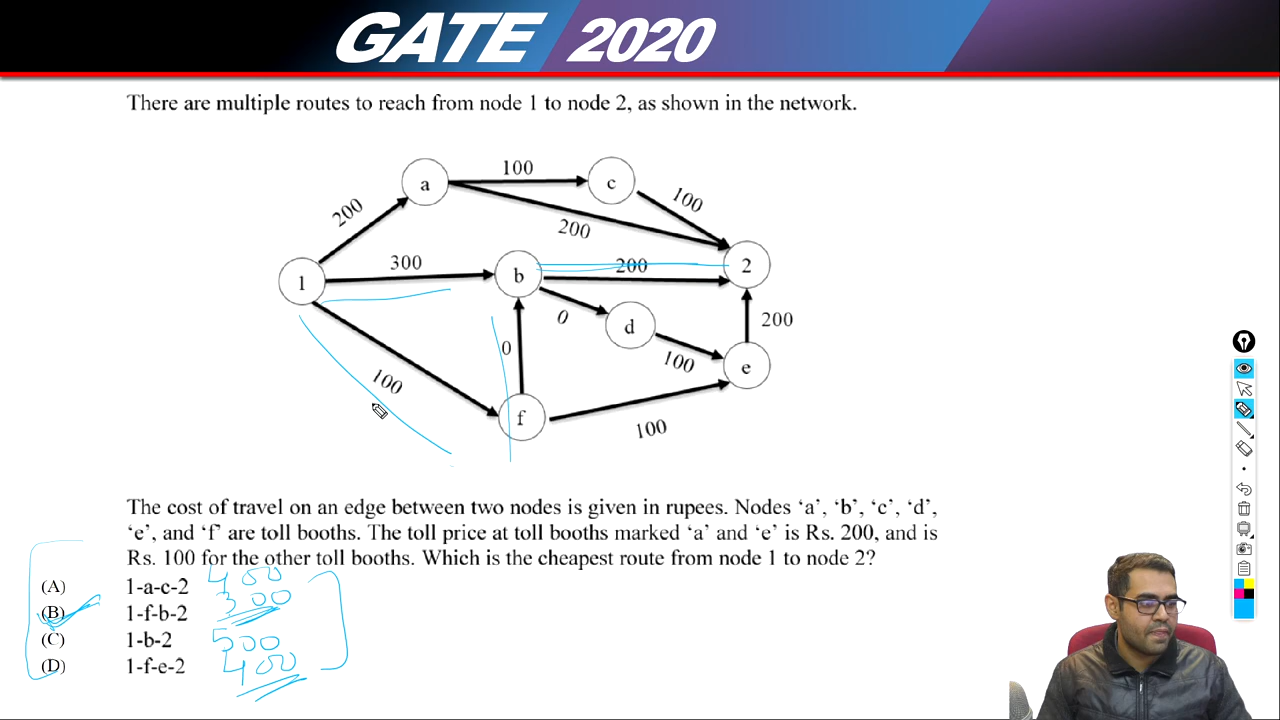 GATE 2020
There are multiple routes to reach from node 1 to node 2, as shown in the network.
a
100
c
200
100
200
300
b
200
2
1
0
d
200
0
100
e
100
f
100
The cost of travel on an edge between two nodes is given in rupees. Nodes ‘a’, ‘b’, ‘c’, ‘d’,
‘e’, and ‘f’ are toll booths. The toll price at toll booths marked ‘a’ and ‘e’ is Rs. 200, and is
Rs. 100 for the other toll booths. Which is the cheapest route from node 1 to node 2?
(A) 1-a-c-2 400
(B) 1-f-b-2 300
(C) 1-b-2 500
(D) 1-f-e-2 400